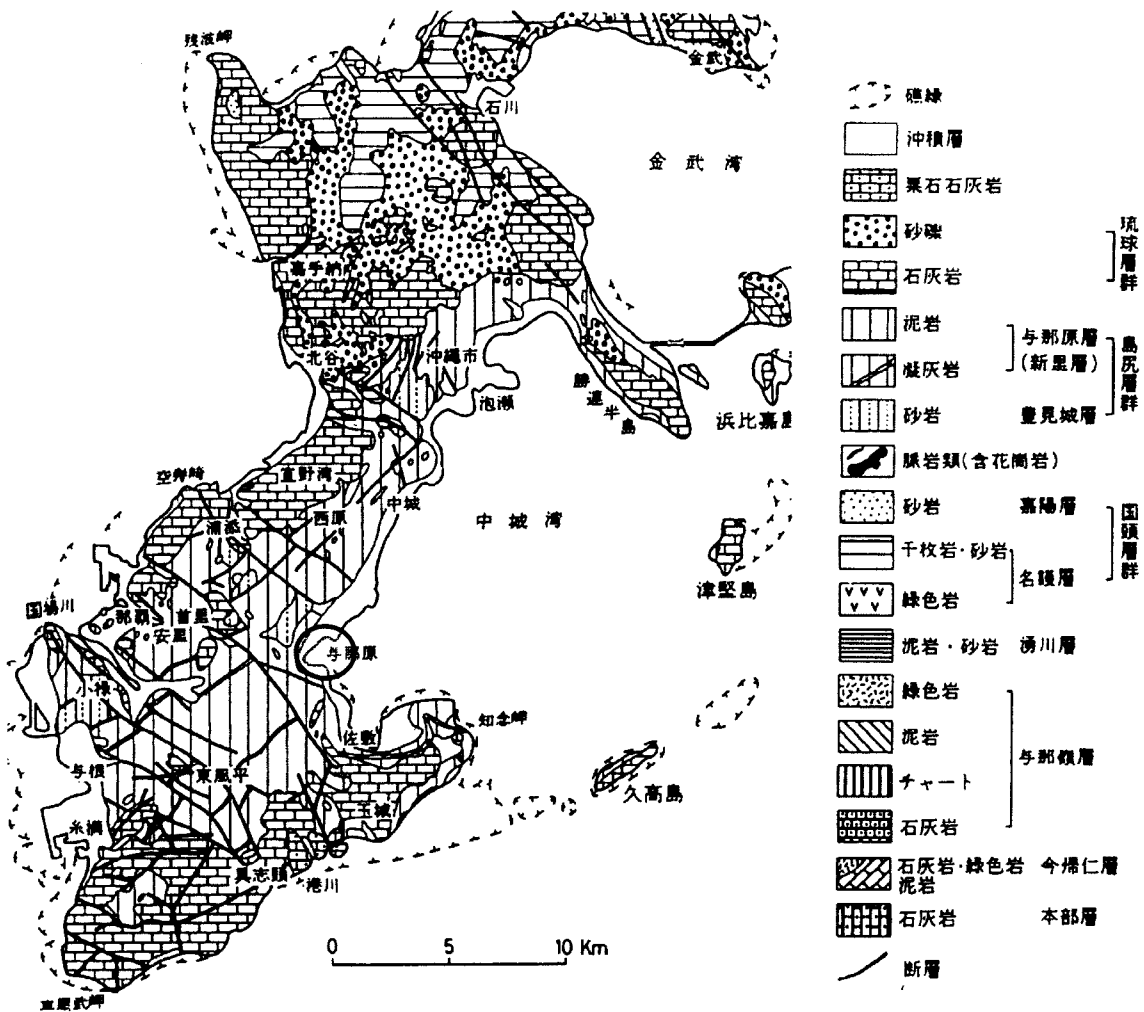 残波岬
金武
石川
金武湾
嘉手納
北谷
沖縄市
泡瀬
勝連半島
浜比嘉島
空寿崎
宜野湾
中城
西原
浦添
中城湾
津堅島
国場川
那覇
首里
安里
与那原
小禄
佐敷
知念岬
与根
東風平
久高島
玉城
糸満
具志頭
港川
喜屋武岬
0 5 10 Km
礁縁
沖積層
粟石石灰岩
砂礫
石灰岩
琉球層群
泥岩
凝灰岩
与那原層
(新里層)
砂岩 豊見城層
島尻層群
脈岩類(含花崗岩)
砂岩 嘉陽層
千枚岩・砂岩
緑色岩
名護層
国頭層群
泥岩・砂岩 湧川層
緑色岩
泥岩
チャート
石灰岩
与那嶺層
石灰岩・緑色岩 今帰仁層
泥岩
石灰岩 本部層
断層